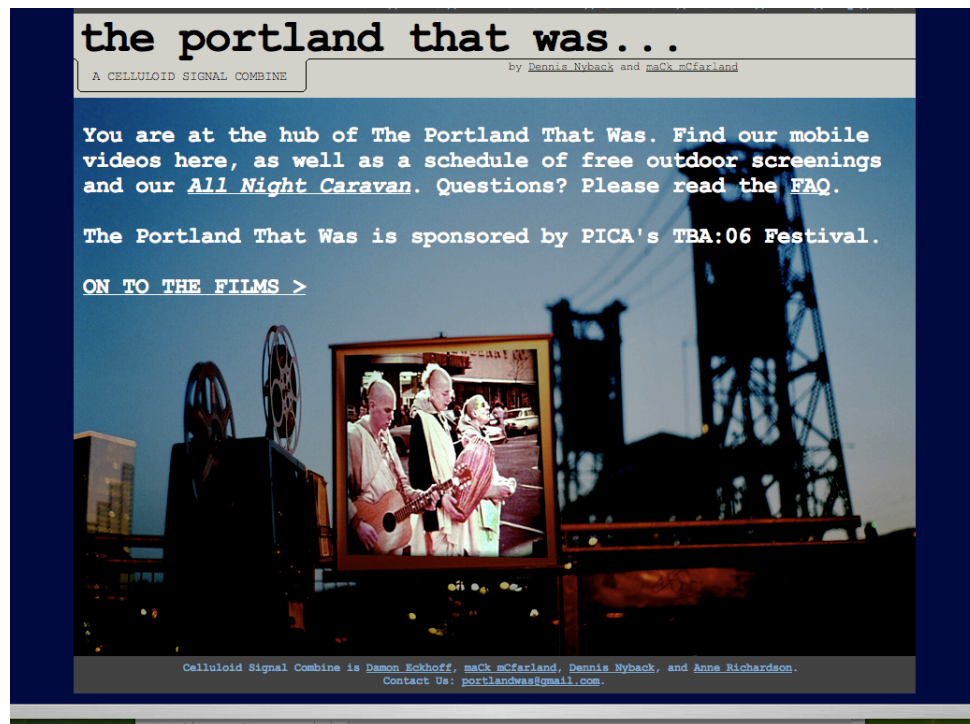 the portland that was...
A CELLULOID SIGNAL COMBINE
by Dennis Nyback and maCk mCfarland
You are at the hub of The Portland That Was. Find our mobile
videos here, as well as a schedule of free outdoor screenings
and our All Night Caravan. Questions? Please read the FAQ.
The Portland That Was is sponsored by PICA's TBA:06 Festival.
ON TO THE FILMS >
Celluloid Signal Combine is Damon Eckhoff, maCk mCfarland, Dennis Nyback, and Anne Richardson.
Contact Us: portlandwas@gmail.com.